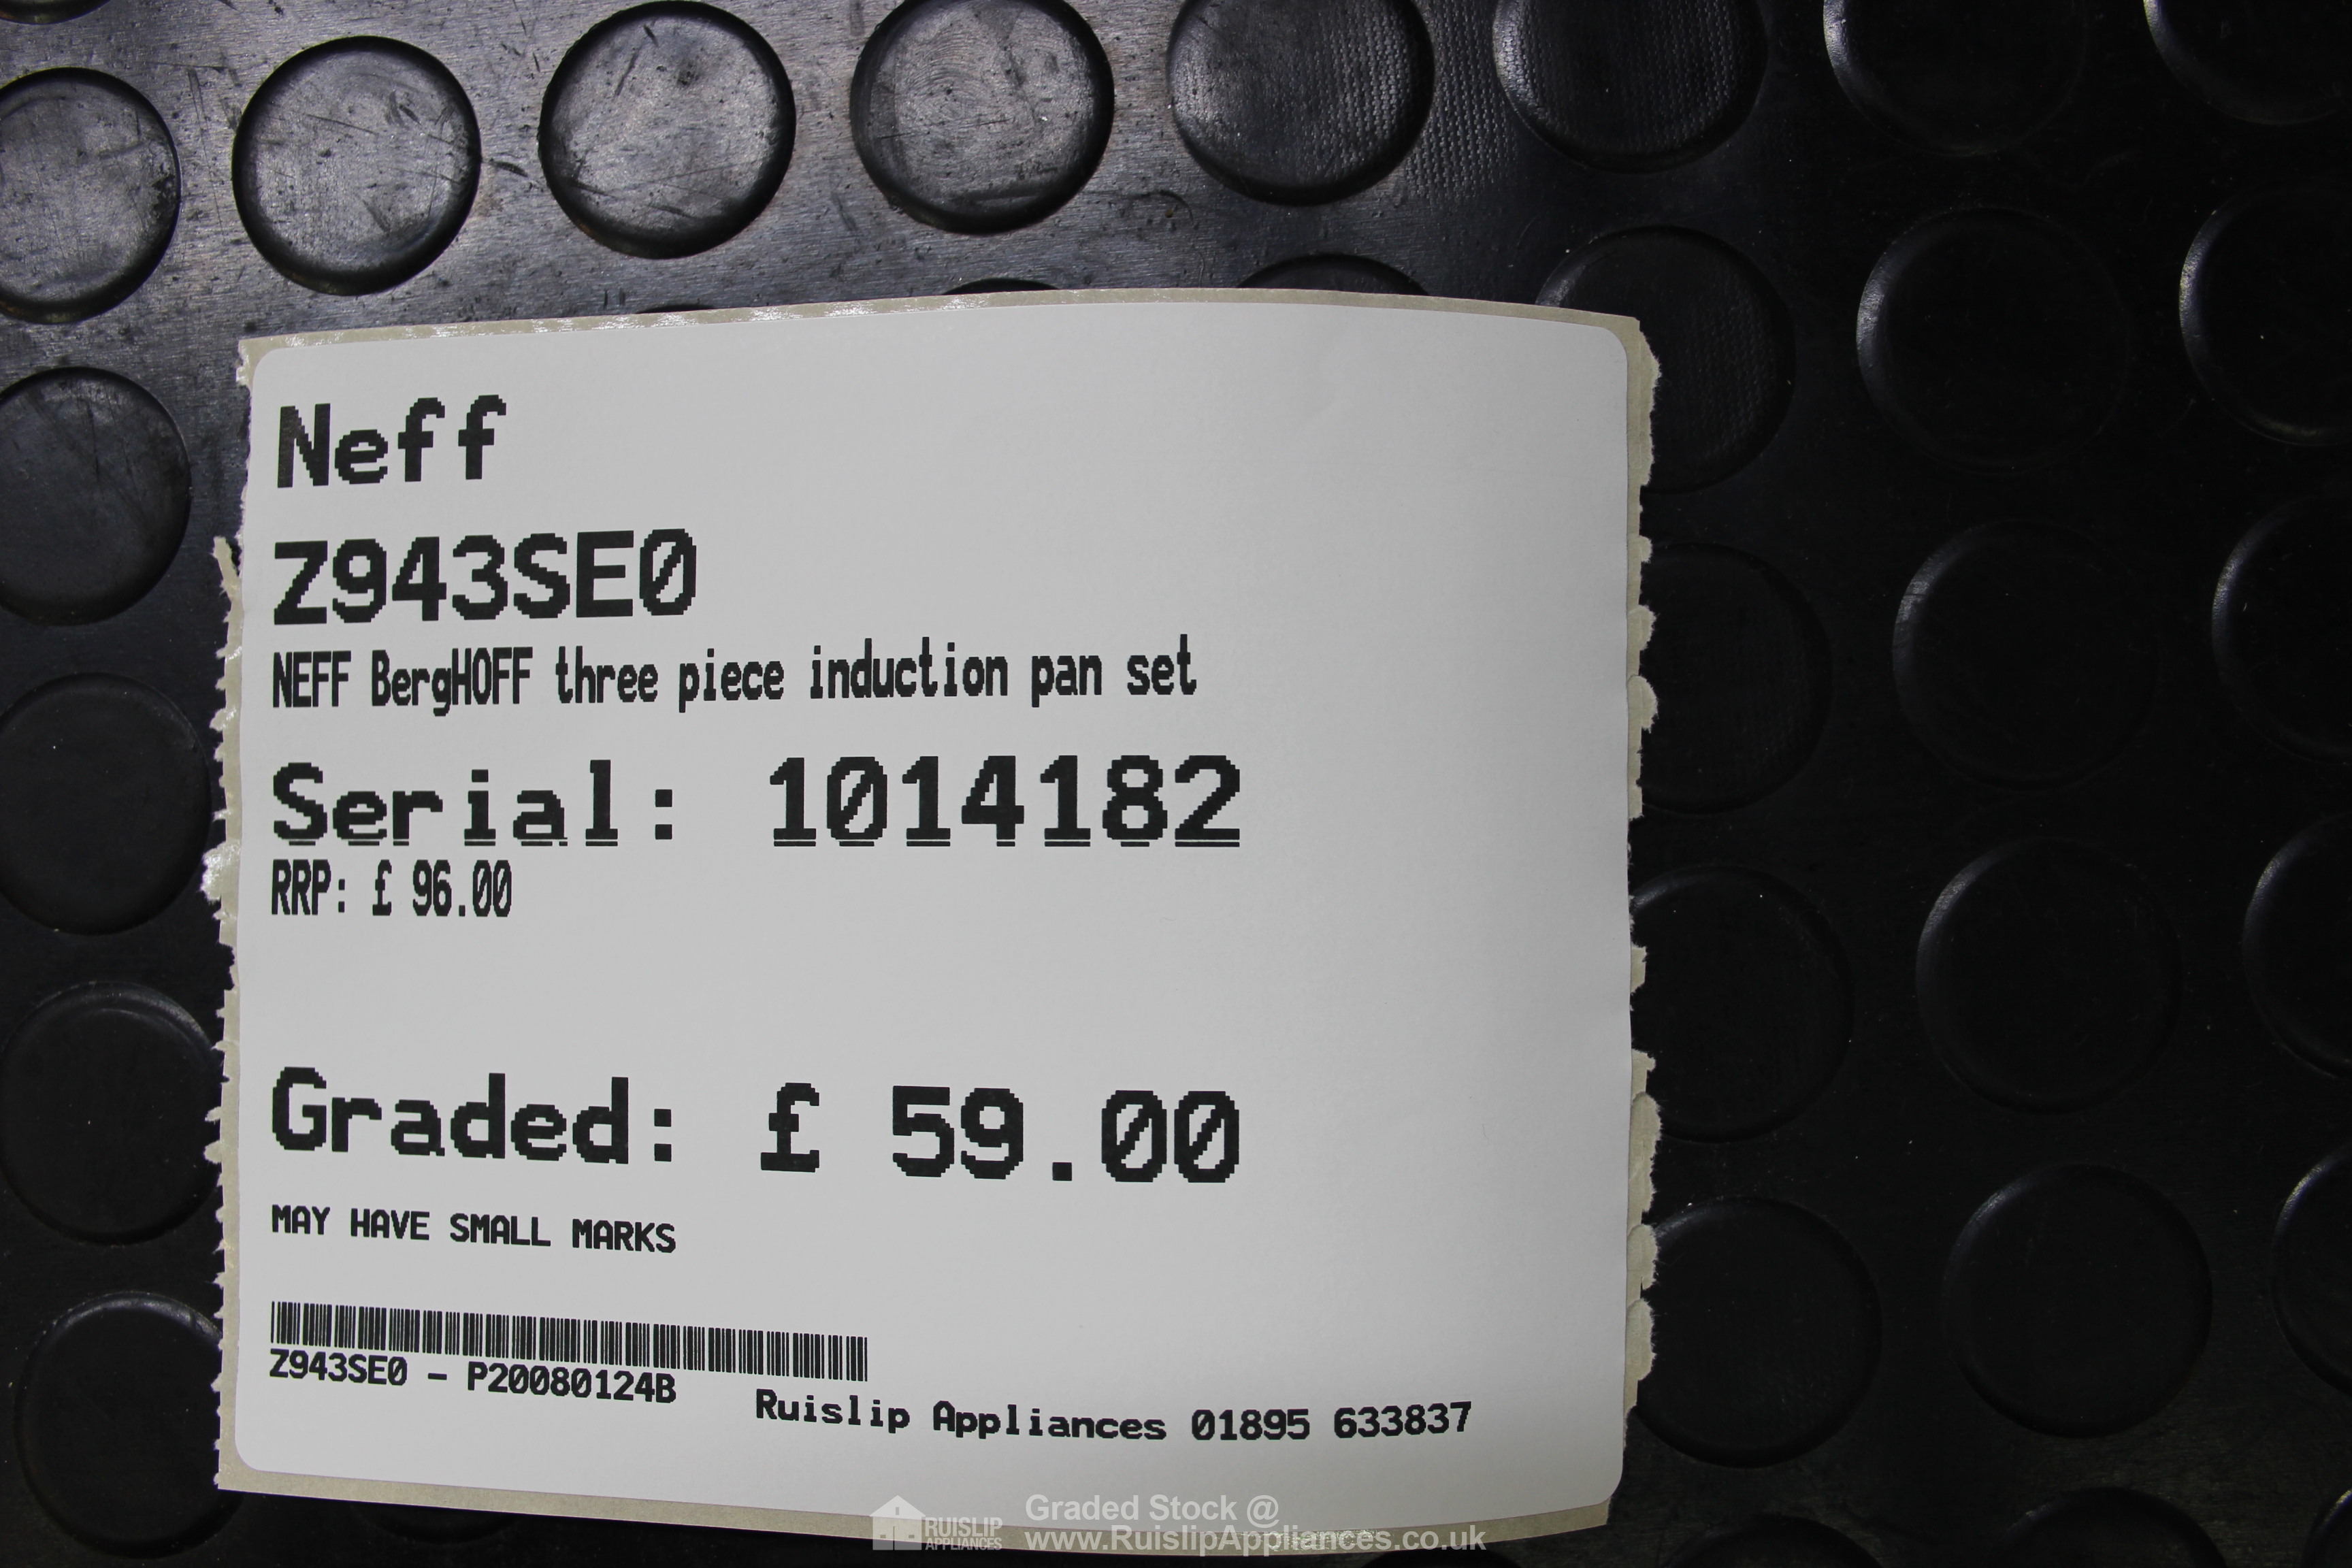 Neff
Z943SE0
NEFF BergHOFF three piece induction pan set
Serial: 1014182
RRP: £ 96.00
Graded: £ 59.00
MAY HAVE SMALL MARKS
Z943SE0 - P20080124B
Ruislip Appliances 01895 633837
RUISLIP
APPLIANCES
Graded Stock @
www.RuislipAppliances.co.uk